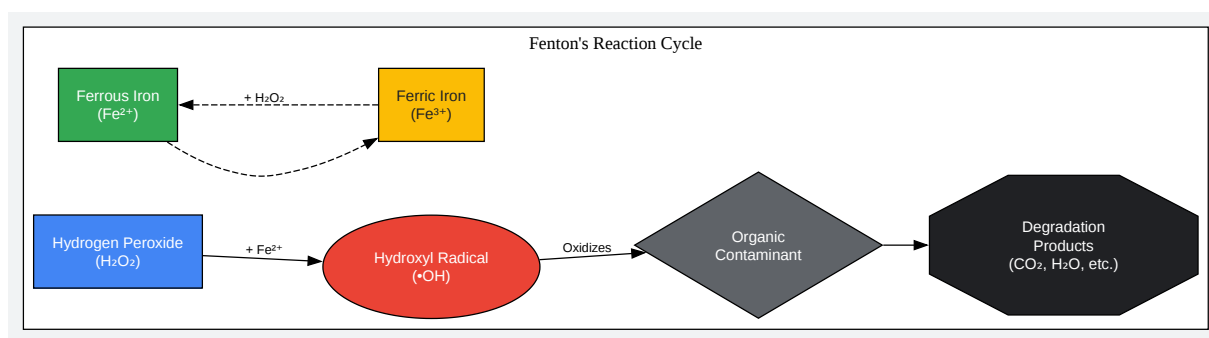 Fenton's Reaction Cycle
Ferrous Iron
(Fe²⁺)
+ H₂O₂
Ferric Iron
(Fe³⁺)
Hydrogen Peroxide
(H₂O₂)
+ Fe²⁺
Hydroxyl Radical
(•OH)
Oxidizes
Organic
Contaminant
Degradation
Products
(CO₂, H₂O, etc.)